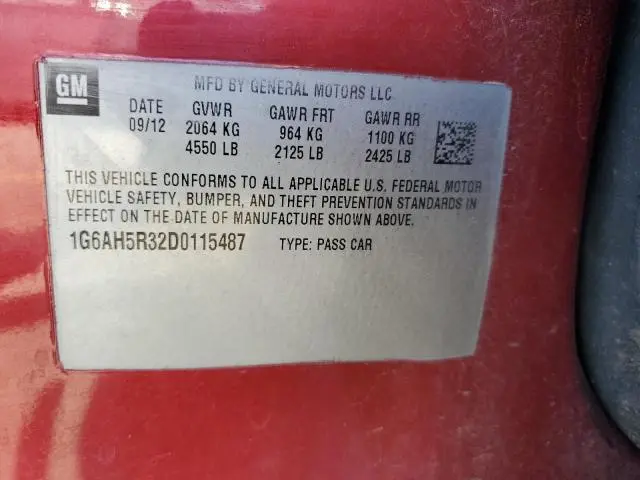 GM
MFD BY GENERAL MOTORS LLC
DATE GVWR GAWR FRT GAWR RR
09/12 2064 KG 964 KG 1100 KG
4550 LB 2125 LB 2425 LB
THIS VEHICLE CONFORMS TO ALL APPLICABLE U.S. FEDERAL MOTOR
VEHICLE SAFETY, BUMPER, AND THEFT PREVENTION STANDARDS IN
EFFECT ON THE DATE OF MANUFACTURE SHOWN ABOVE.
1G6AH5R32D0115487 TYPE: PASS CAR